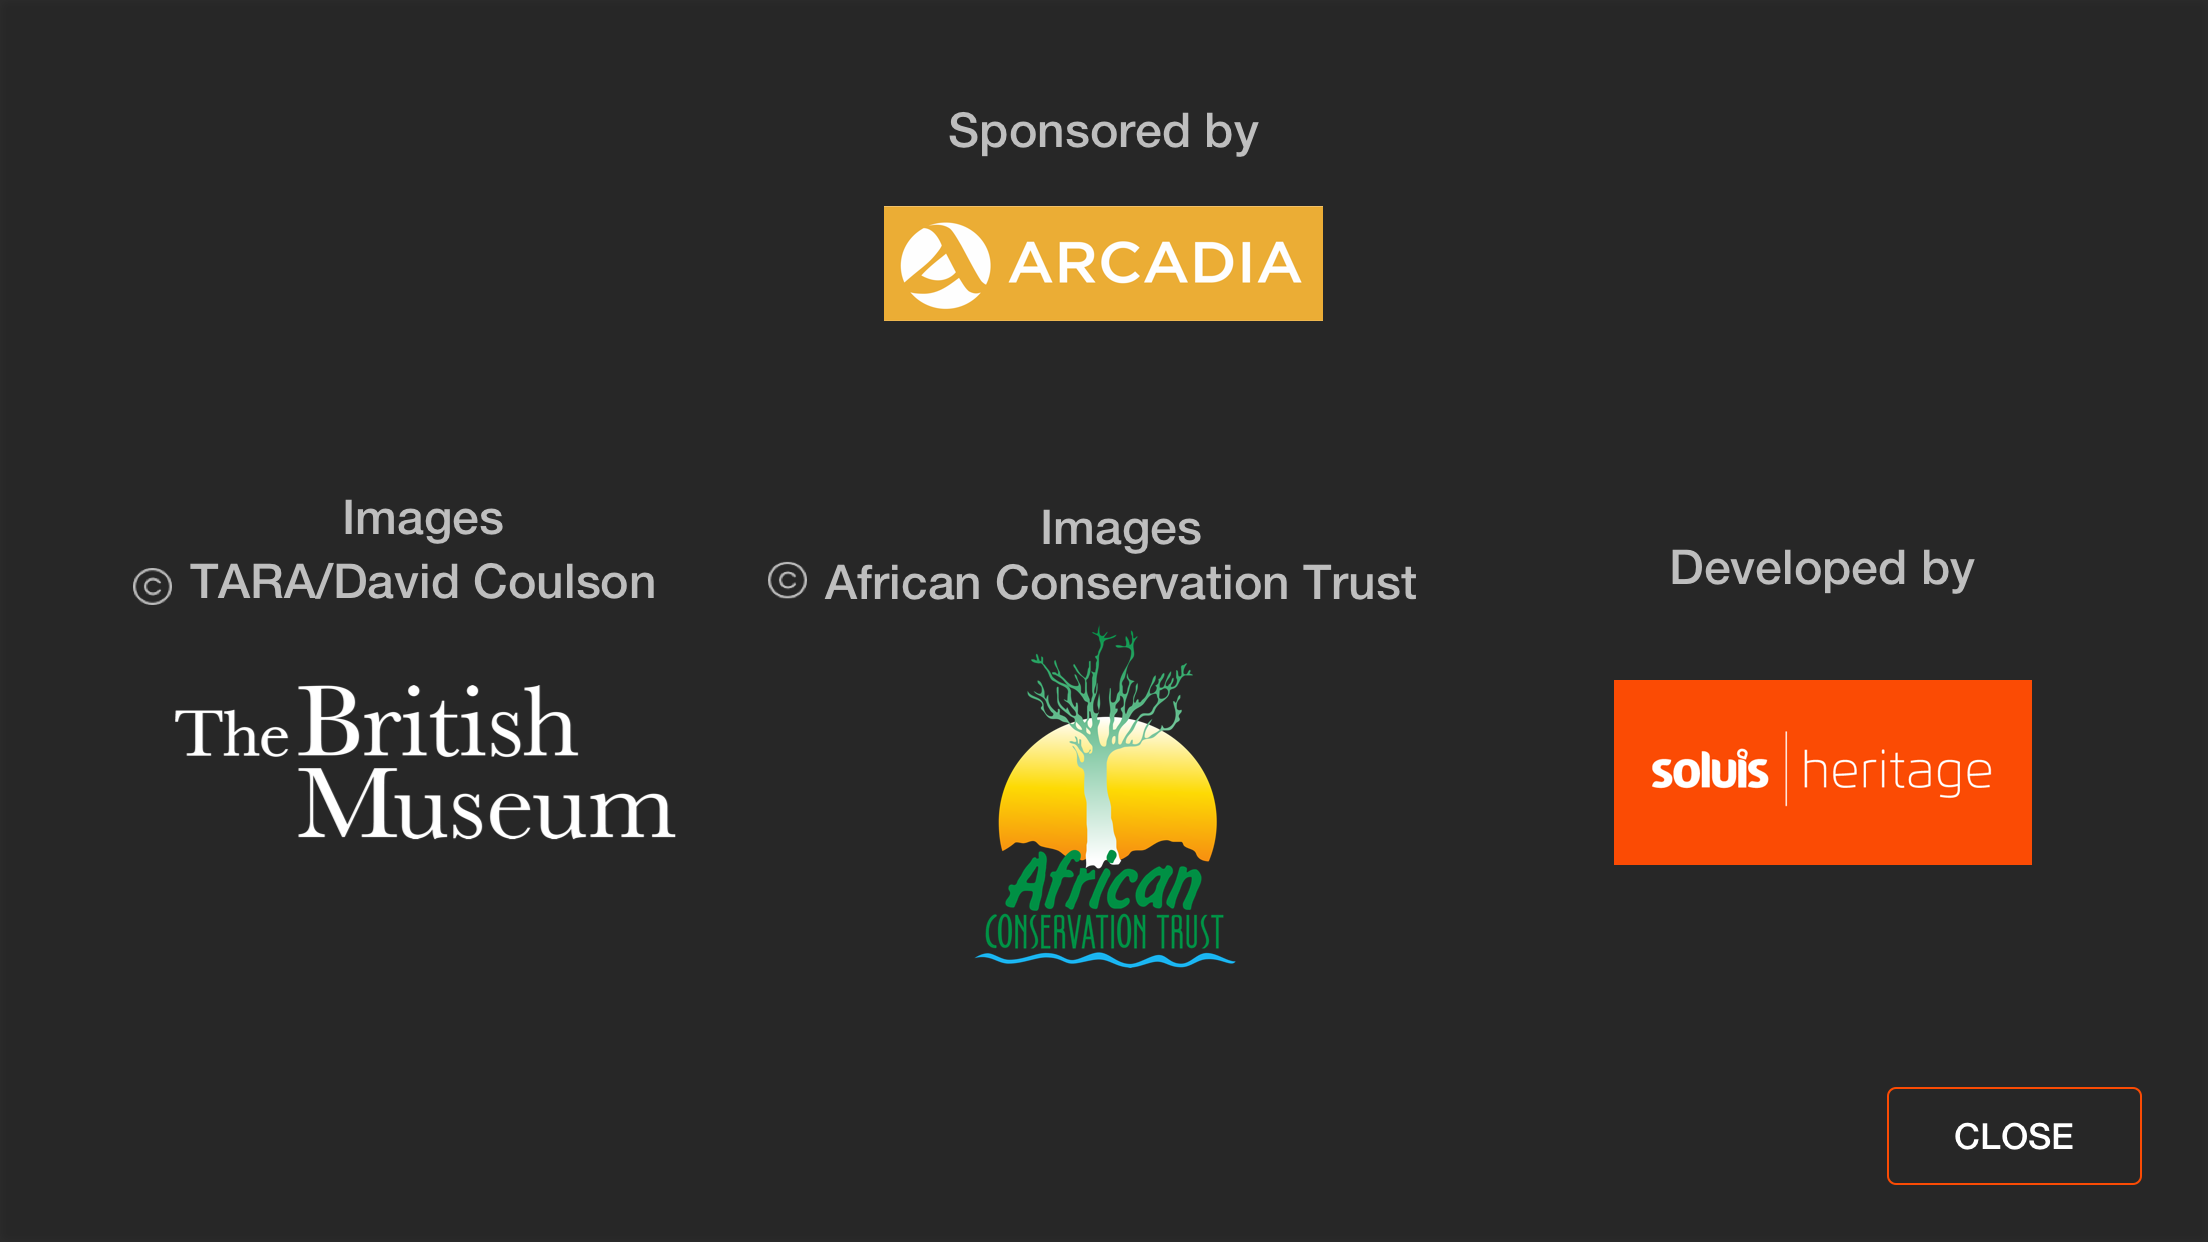 Sponsored by
ARCADIA
Images
© TARA/David Coulson
The British
Museum
Images
© African Conservation Trust
African
CONSERVATION TRUST
Developed by
soluis | heritage
CLOSE